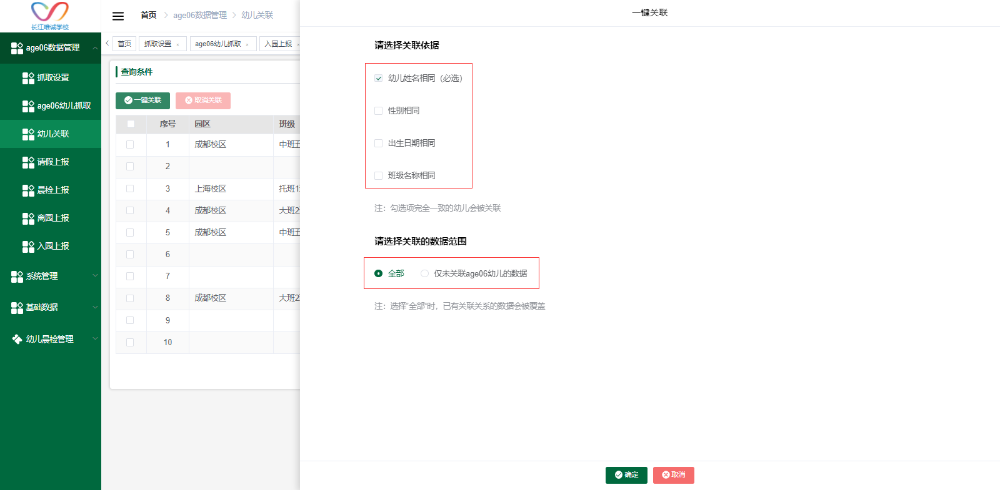 长江唯诚学校
age06数据管理
抓取设置
age06幼儿抓取
幼儿关联
请假上报
晨检上报
离园上报
入园上报
系统管理
基础数据
幼儿晨检管理
首页 > age06数据管理 > 幼儿关联
首页 抓取设置 × age06幼儿抓取 × 入园上报 ×
查询条件
一键关联 取消关联
序号 园区 班级
1 成都校区 中班五
2
3 上海校区 托班1
4 成都校区 大班2
5 成都校区 中班五
6
7
8 成都校区 大班2
9
10
一键关联
请选择关联依据
幼儿姓名相同（必选）
性别相同
出生日期相同
班级名称相同
注：勾选项完全一致的幼儿会被关联
请选择关联的数据范围
全部 仅未关联age06幼儿的数据
注：选择"全部"时，已有关联关系的数据会被覆盖
确定 取消